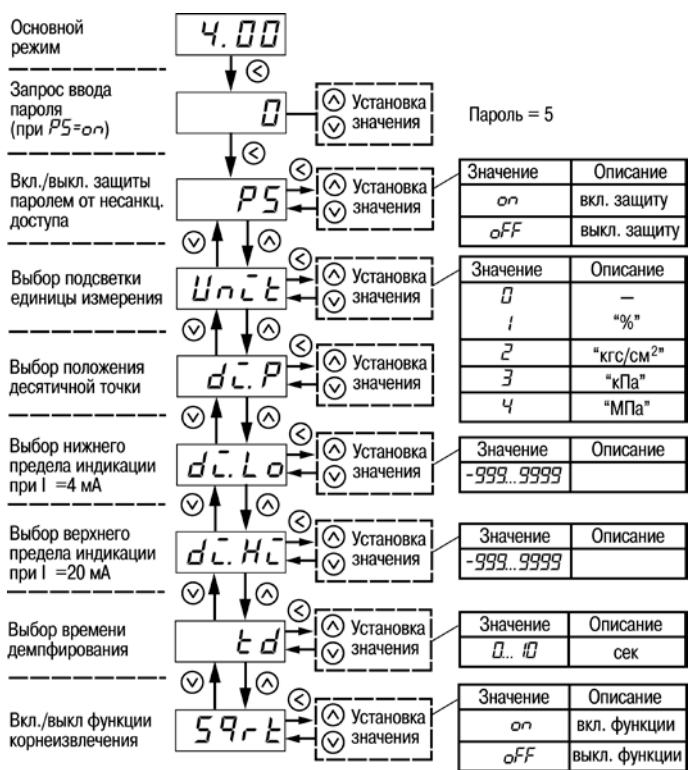 Основной
режим
4.00
Запрос ввода
пароля
(при PS=on)
0
Установка
значения
Пароль = 5
Вкл./выкл. защиты
паролем от несанкц.
доступа
PS
Установка
значения
Значение Описание
on вкл. защиту
oFF выкл. защиту
Выбор подсветки
единицы измерения
Unit
Установка
значения
Значение Описание
0 –
1 “%”
2 “кгс/см²”
3 “кПа”
4 “МПа”
Выбор положения
десятичной точки
di.P
Установка
значения
Выбор нижнего
предела индикации
при I =4 мА
di.Lo
Установка
значения
Значение Описание
-999...9999
Выбор верхнего
предела индикации
при I =20 мА
di.Hi
Установка
значения
Значение Описание
-999...9999
Выбор времени
демпфирования
td
Установка
значения
Значение Описание
0... 10 сек
Вкл./выкл функции
корнеизвлечения
Sqrt
Установка
значения
Значение Описание
on вкл. функции
oFF выкл. функции